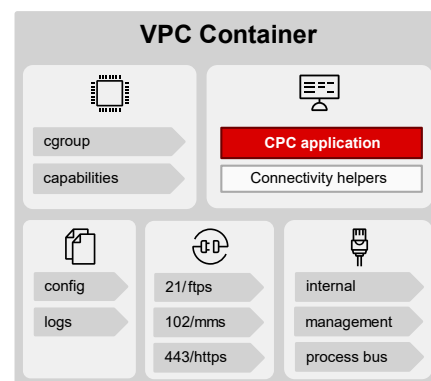 VPC Container
cgroup
capabilities
CPC application
Connectivity helpers
config
logs
21/ftps
102/mms
443/https
internal
management
process bus